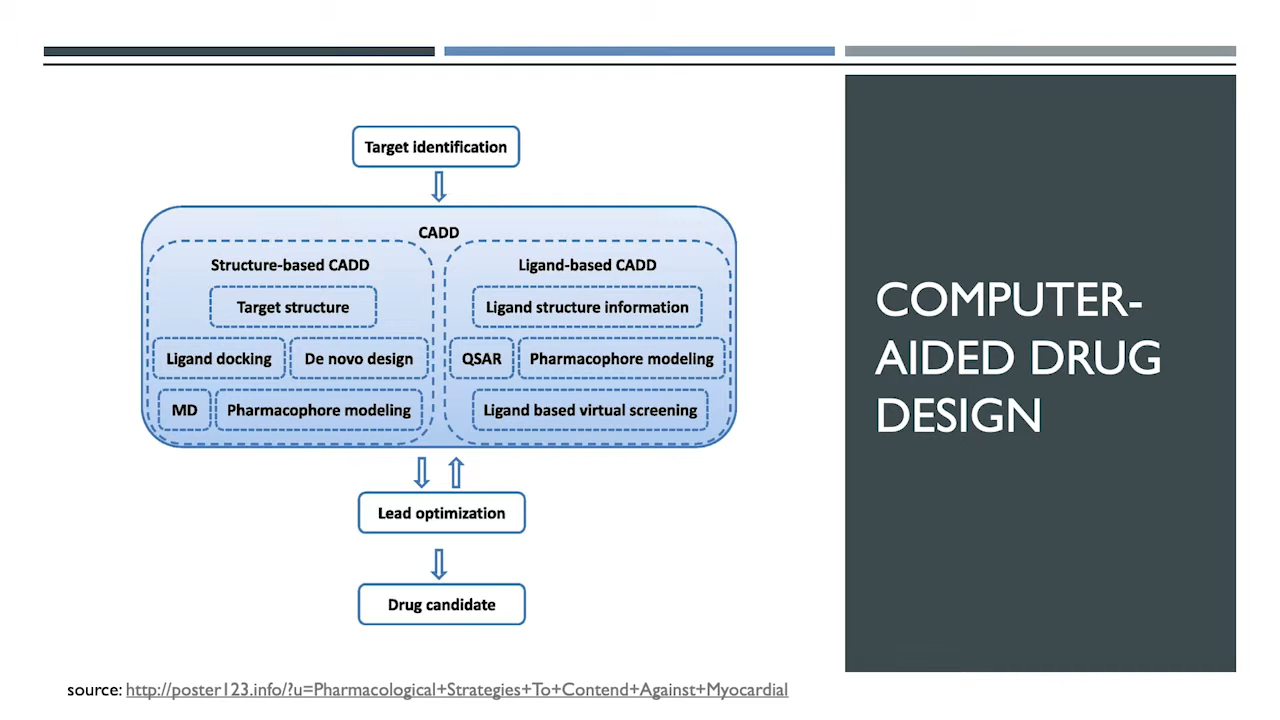 Target identification
CADD
Structure-based CADD
Target structure
Ligand docking
De novo design
MD
Pharmacophore modeling
Ligand-based CADD
Ligand structure information
QSAR
Pharmacophore modeling
Ligand based virtual screening
Lead optimization
Drug candidate
COMPUTER-
AIDED DRUG
DESIGN
source: http://poster123.info/?u=Pharmacological+Strategies+To+Contend+Against+Myocardial